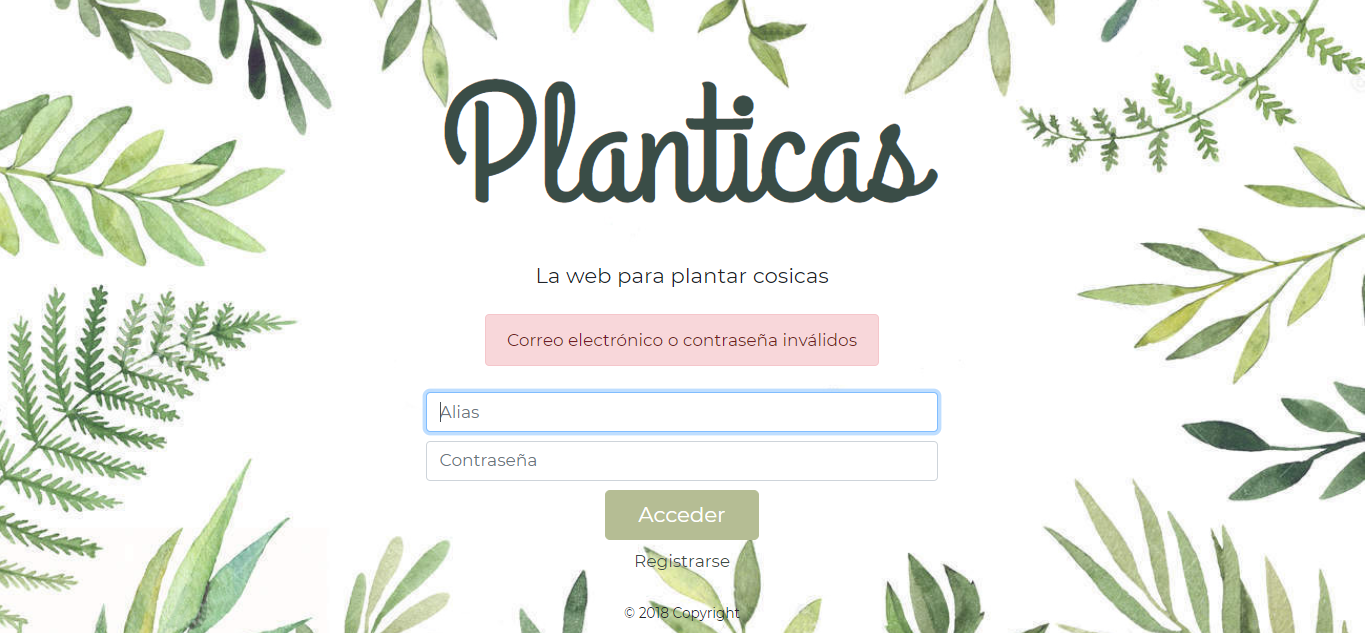 Planticas
La web para plantar cosicas
Correo electrónico o contraseña inválidos
Alias
Contraseña
Acceder
Registrarse
© 2018 Copyright